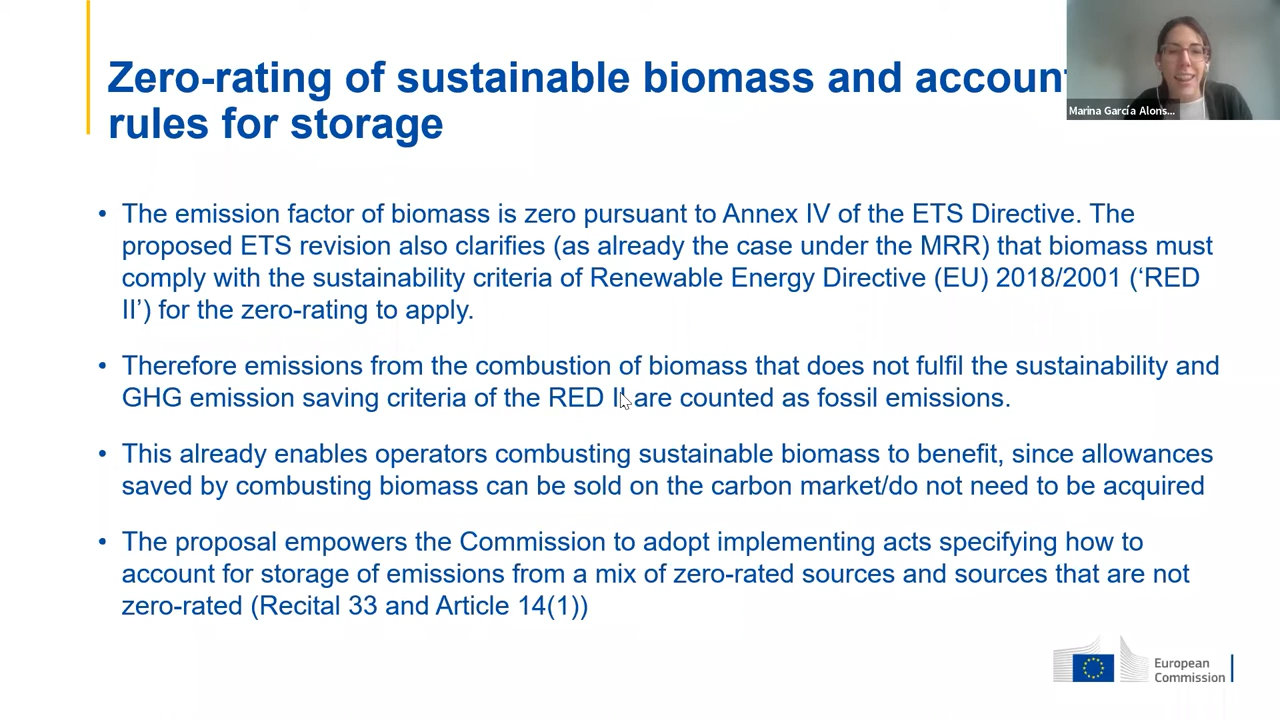 Zero-rating of sustainable biomass and account
rules for storage
Marina García Alons...
• The emission factor of biomass is zero pursuant to Annex IV of the ETS Directive. The
proposed ETS revision also clarifies (as already the case under the MRR) that biomass must
comply with the sustainability criteria of Renewable Energy Directive (EU) 2018/2001 (‘RED
II’) for the zero-rating to apply.
• Therefore emissions from the combustion of biomass that does not fulfil the sustainability and
GHG emission saving criteria of the RED II are counted as fossil emissions.
• This already enables operators combusting sustainable biomass to benefit, since allowances
saved by combusting biomass can be sold on the carbon market/do not need to be acquired
• The proposal empowers the Commission to adopt implementing acts specifying how to
account for storage of emissions from a mix of zero-rated sources and sources that are not
zero-rated (Recital 33 and Article 14(1))
European
Commission